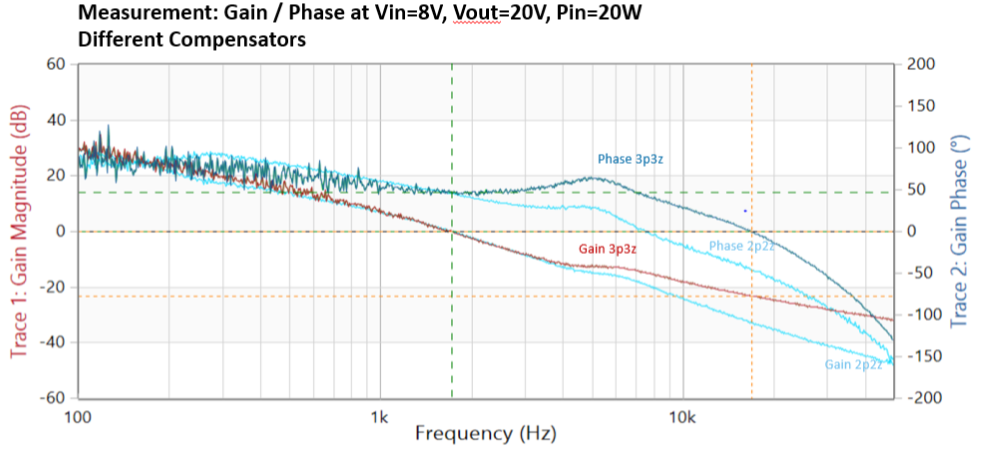 Measurement: Gain / Phase at Vin=8V, Vout=20V, Pin=20W
Different Compensators
60
40
20
0
-20
-40
-60
Trace 1: Gain Magnitude (dB)
200
150
100
50
0
-50
-100
-150
-200
Trace 2: Gain Phase (°)
Phase 3p3z
Gain 3p3z
Phase 2p2z
Gain 2p2z
100
1k
10k
Frequency (Hz)